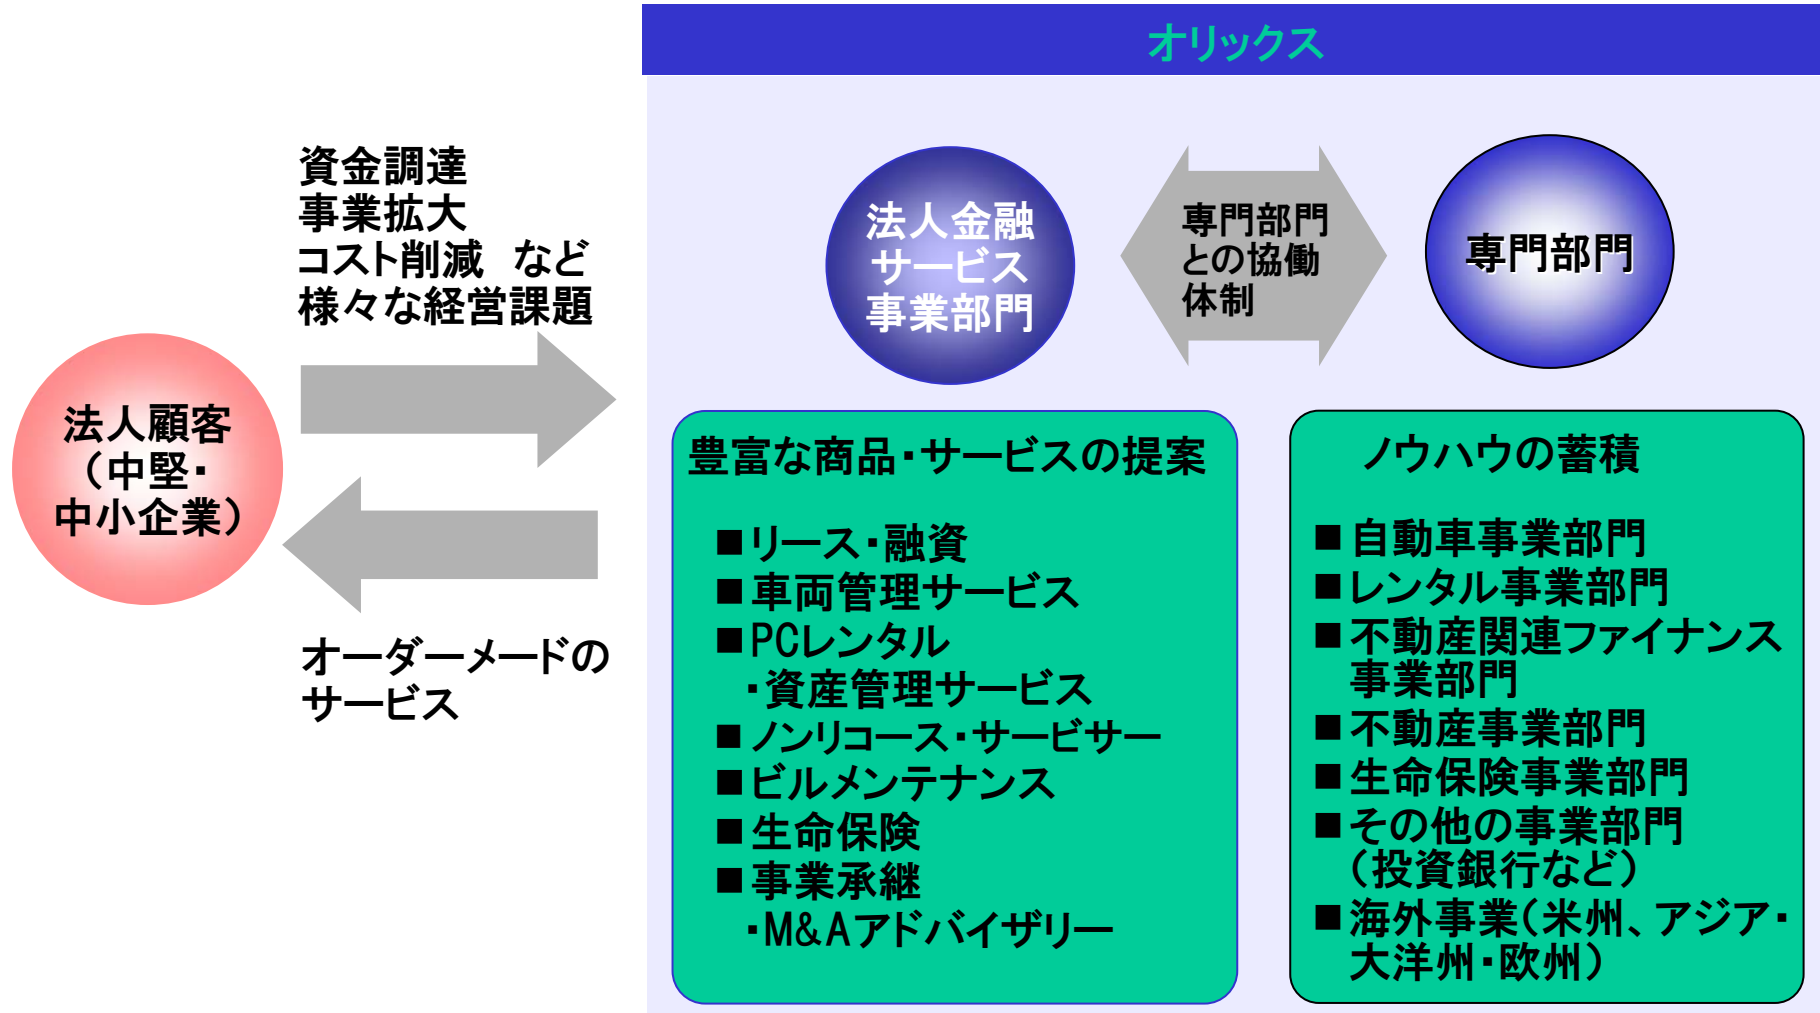 オリックス
資金調達
事業拡大
コスト削減　など
様々な経営課題
法人顧客
（中堅・
中小企業）
オーダーメードの
サービス
法人金融
サービス
事業部門
専門部門
との協働
体制
専門部門
豊富な商品・サービスの提案
■リース・融資
■車両管理サービス
■PCレンタル
・資産管理サービス
■ノンリコース・サービサー
■ビルメンテナンス
■生命保険
■事業承継
・M&Aアドバイザリー
ノウハウの蓄積
■自動車事業部門
■レンタル事業部門
■不動産関連ファイナンス
事業部門
■不動産事業部門
■生命保険事業部門
■その他の事業部門
（投資銀行など）
■海外事業（米州、アジア・
大洋州・欧州）